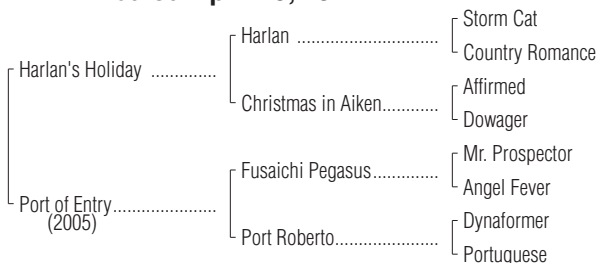 Storm Cat
Harlan ................................
Country Romance
Harlan's Holiday ..............
Affirmed
Christmas in Aiken............
Dowager
Mr. Prospector
Fusaichi Pegasus..............
Angel Fever
Port of Entry......................
(2005)
Dynaformer
Port Roberto......................
Portuguese